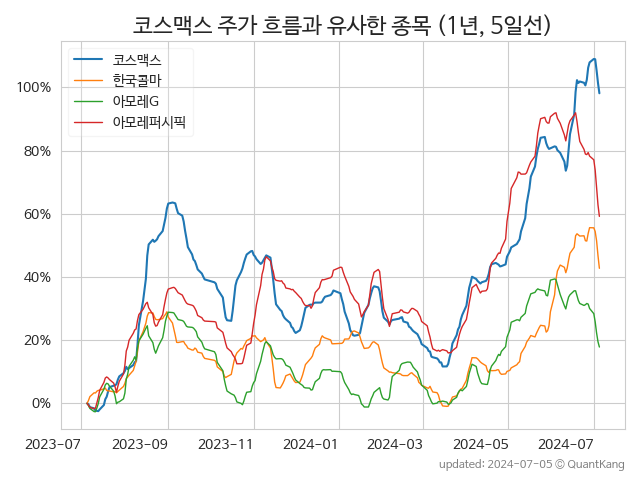 코스맥스 주가 흐름과 유사한 종목 (1년, 5일선)
코스맥스
한국콜마
아모레G
아모레퍼시픽
100%
80%
60%
40%
20%
0%
2023-07
2023-09
2023-11
2024-01
2024-03
2024-05
2024-07
updated: 2024-07-05 © QuantKang